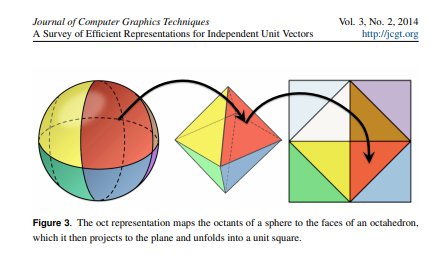 Journal of Computer Graphics Techniques
Vol. 3, No. 2, 2014
A Survey of Efficient Representations for Independent Unit Vectors
http://jcgt.org
Figure 3. The oct representation maps the octants of a sphere to the faces of an octahedron,
which it then projects to the plane and unfolds into a unit square.